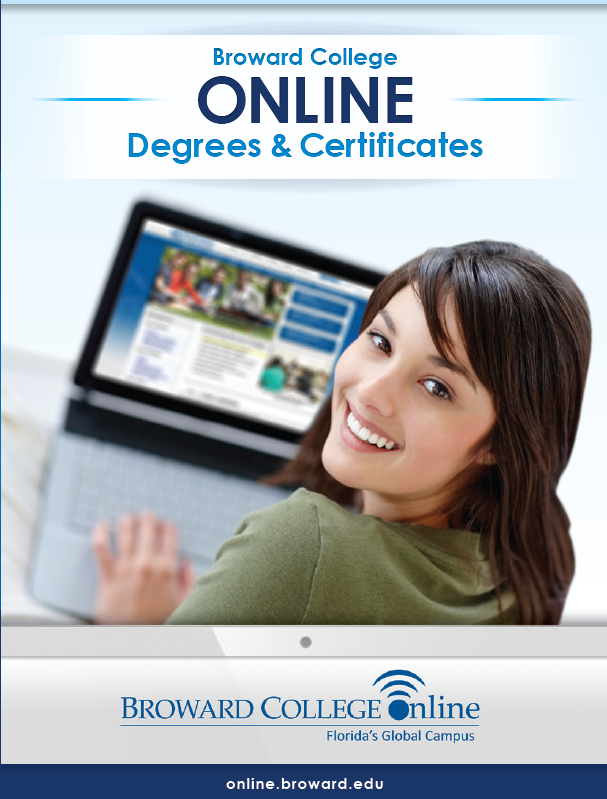 Broward College
ONLINE
Degrees & Certificates
BROWARD COLLEGE Online
Florida's Global Campus
online.broward.edu